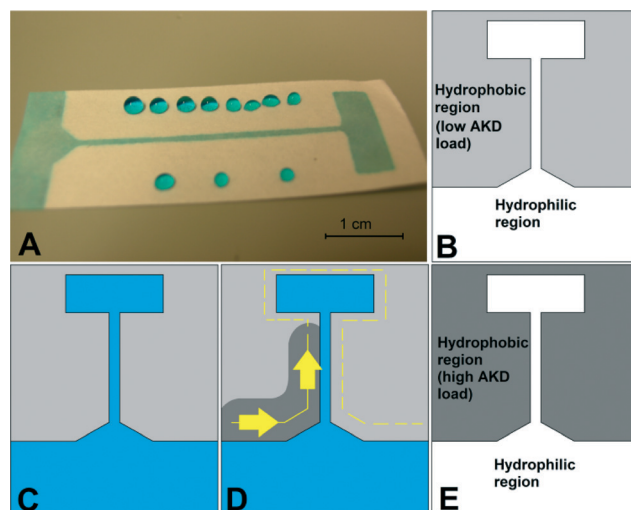 1 cm
A
Hydrophobic
region
(low AKD
load)
Hydrophilic
region
B
C
D
Hydrophobic
region
(high AKD
load)
Hydrophilic
region
E